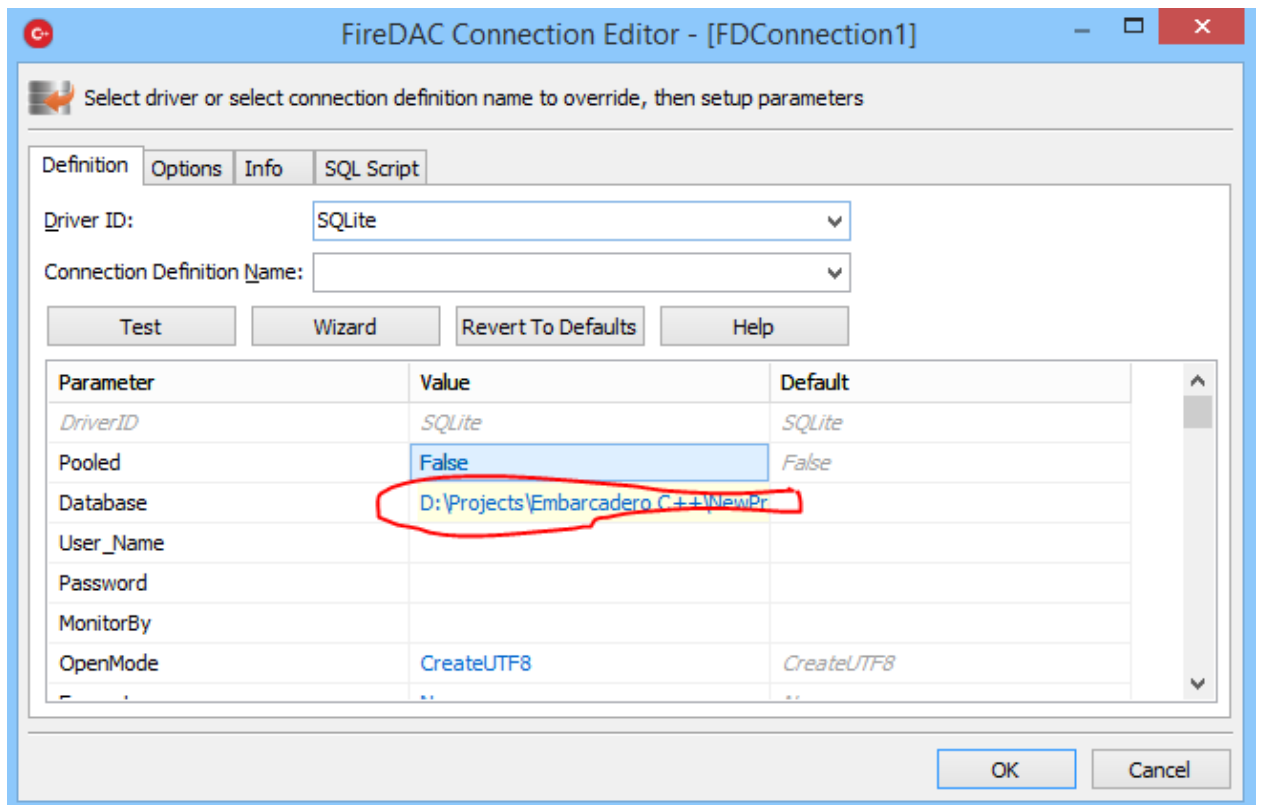 FireDAC Connection Editor - [FDConnection1]
Select driver or select connection definition name to override, then setup parameters
Definition Options Info SQL Script
Driver ID: SQLite
Connection Definition Name:
Test Wizard Revert To Defaults Help
Parameter Value Default
DriverID SQLite SQLite
Pooled False False
Database D:\Projects\Embarcadero C++\NewPr
User_Name
Password
MonitorBy
OpenMode CreateUTF8 CreateUTF8
OK Cancel